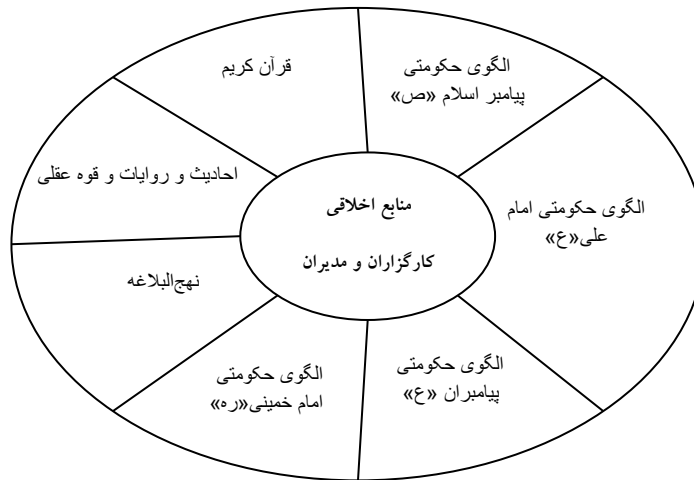 قرآن کریم
الگوی حکومتی
پیامبر اسلام «ص»
احادیث و روایات و قوه عقلی
منابع اخلاقی
کارگزاران و مدیران
الگوی حکومتی امام
علی«ع»
نهج‌البلاغه
الگوی حکومتی
امام خمینی«ره»
الگوی حکومتی
پیامبران «ع»